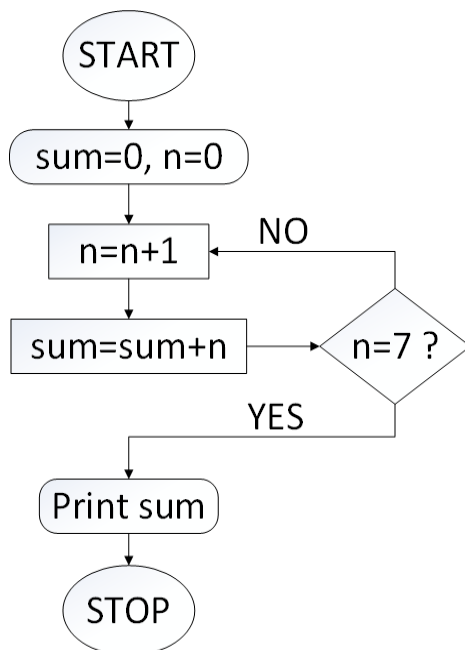 START
sum=0, n=0
n=n+1
NO
sum=sum+n
n=7 ?
YES
Print sum
STOP